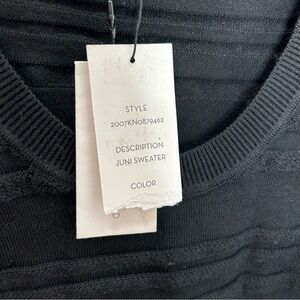 STYLE
2007KN0879462
DESCRIPTION
JUNI SWEATER
COLOR